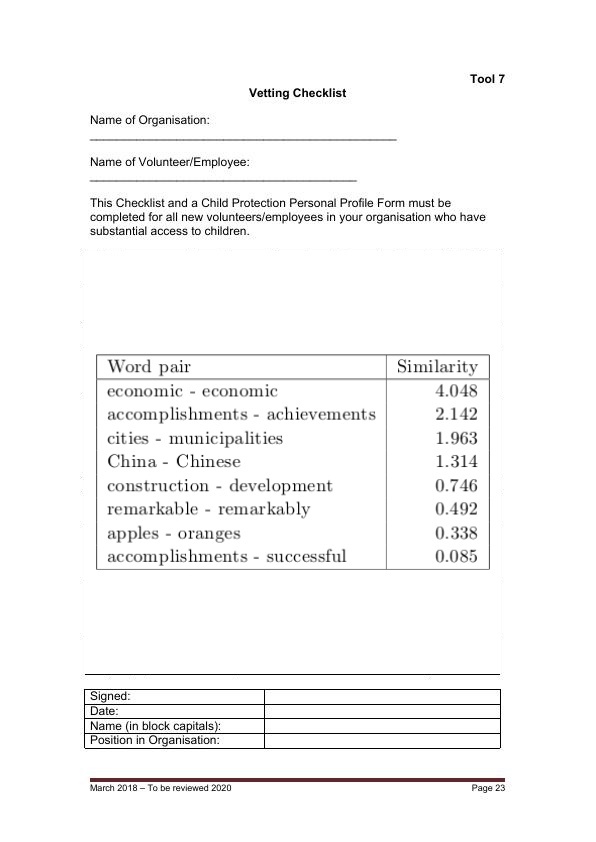 Tool 7
Vetting Checklist
Name of Organisation:
_______________________________________________
Name of Volunteer/Employee:
_________________________________________
This Checklist and a Child Protection Personal Profile Form must be
completed for all new volunteers/employees in your organisation who have
substantial access to children.
Word pair Similarity
economic - economic 4.048
accomplishments - achievements 2.142
cities - municipalities 1.963
China - Chinese 1.314
construction - development 0.746
remarkable - remarkably 0.492
apples - oranges 0.338
accomplishments - successful 0.085
Signed:
Date:
Name (in block capitals):
Position in Organisation:
March 2018 – To be reviewed 2020 Page 23